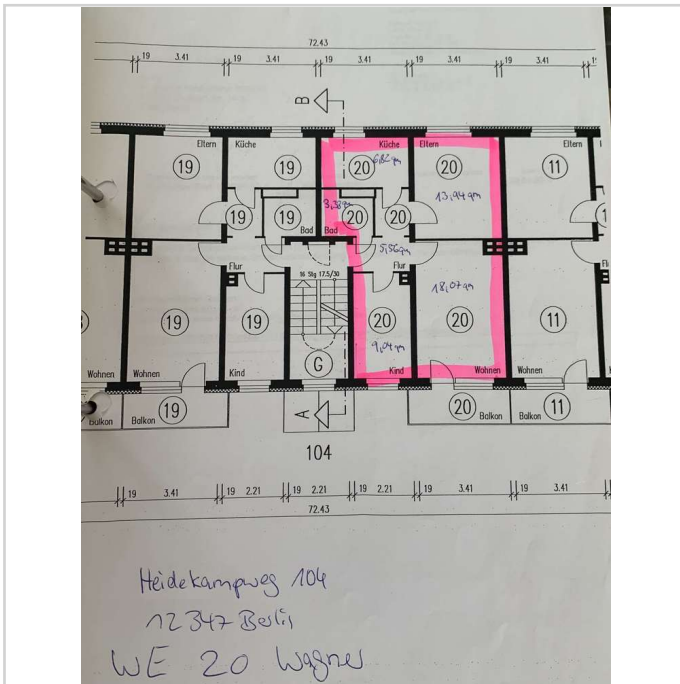 72.43
19 3.41 19 3.41 19 3.41 19 3.41 19 3.41
B
Eltern Küche Küche Eltern Eltern
19 19 20 6,82qm 20 11
3,38qm 13,94qm
19 19 20 20
Bad Bad
5,56qm
Flur Flur
16 Stg 17.5/30
18,07qm
19 19 20 20 11
9,04qm
G
Wohnen Wohnen Kind Kind Wohnen Wohnen
Balkon Balkon 19 20 Balkon Balkon 11
A
104
19 3.41 19 2.21 19 2.21 19 2.21 19 3.41 19 3.41
72.43
Heidekampweg 104
12347 Berlin
WE 20 Wagner